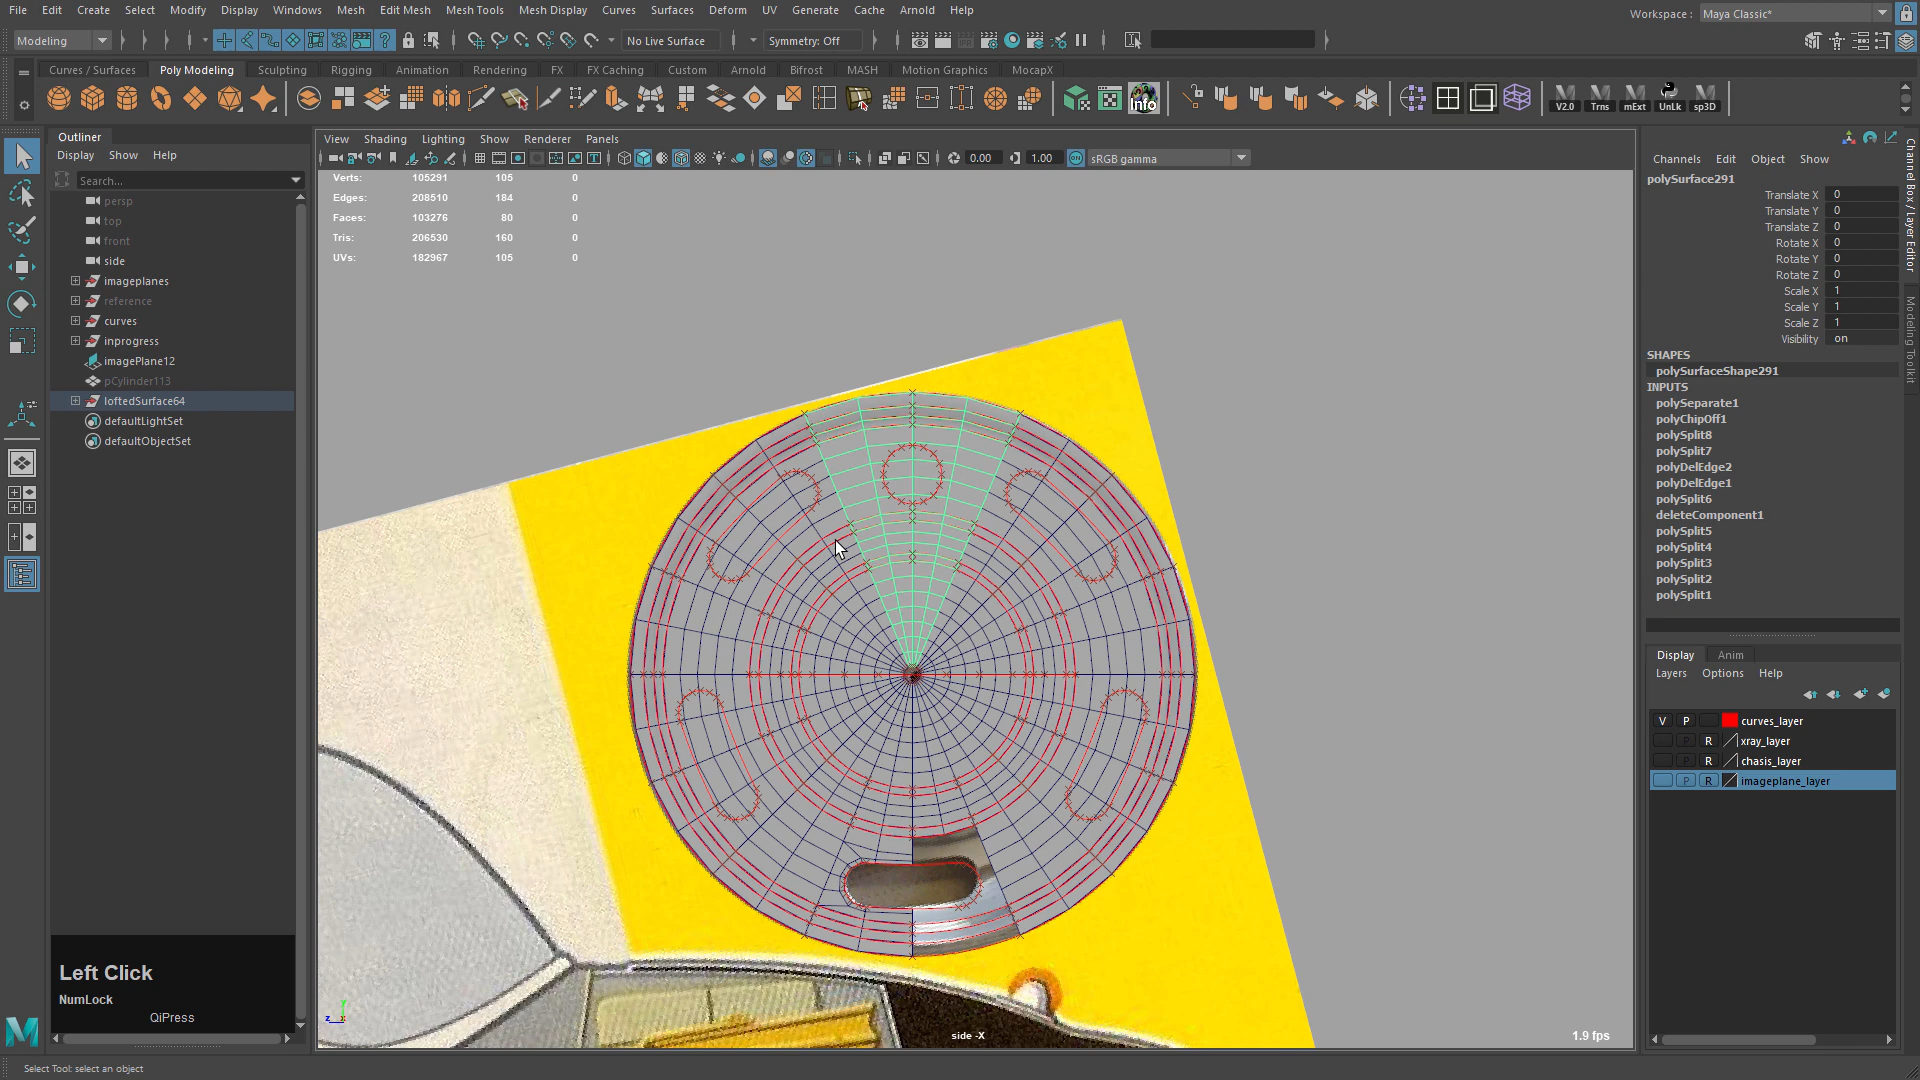 File Edit Create Select Modify Display Windows Mesh Edit Mesh Mesh Tools Mesh Display Curves Surfaces Deform UV Generate Cache Arnold Help
Workspace : Maya Classic*
Modeling No Live Surface Symmetry: Off
Curves / Surfaces Poly Modeling Sculpting Rigging Animation Rendering FX FX Caching Custom Arnold Bifrost MASH Motion Graphics MocapX
Info V2.0 Trns mExt UnLk sp3D
Outliner
Display Show Help
Search...
persp
top
front
side
imageplanes
reference
curves
inprogress
imagePlane12
pCylinder113
loftedSurface64
defaultLightSet
defaultObjectSet
Left Click
NumLock
QiPress
View Shading Lighting Show Renderer Panels
0.00 1.00 sRGB gamma
Verts: 105291 105 0
Edges: 208510 184 0
Faces: 103276 80 0
Tris: 206530 160 0
UVs: 182967 105 0
side -X
1.9 fps
Channels Edit Object Show
polySurface291
Translate X 0
Translate Y 0
Translate Z 0
Rotate X 0
Rotate Y 0
Rotate Z 0
Scale X 1
Scale Y 1
Scale Z 1
Visibility on
SHAPES
polySurfaceShape291
INPUTS
polySeparate1
polyChipOff1
polySplit8
polySplit7
polyDelEdge2
polyDelEdge1
polySplit6
deleteComponent1
polySplit5
polySplit4
polySplit3
polySplit2
polySplit1
Display Anim
Layers Options Help
V P curves_layer
P R xray_layer
P R chasis_layer
P R imageplane_layer
Channel Box / Layer Editor
Modeling Toolkit
Select Tool: select an object